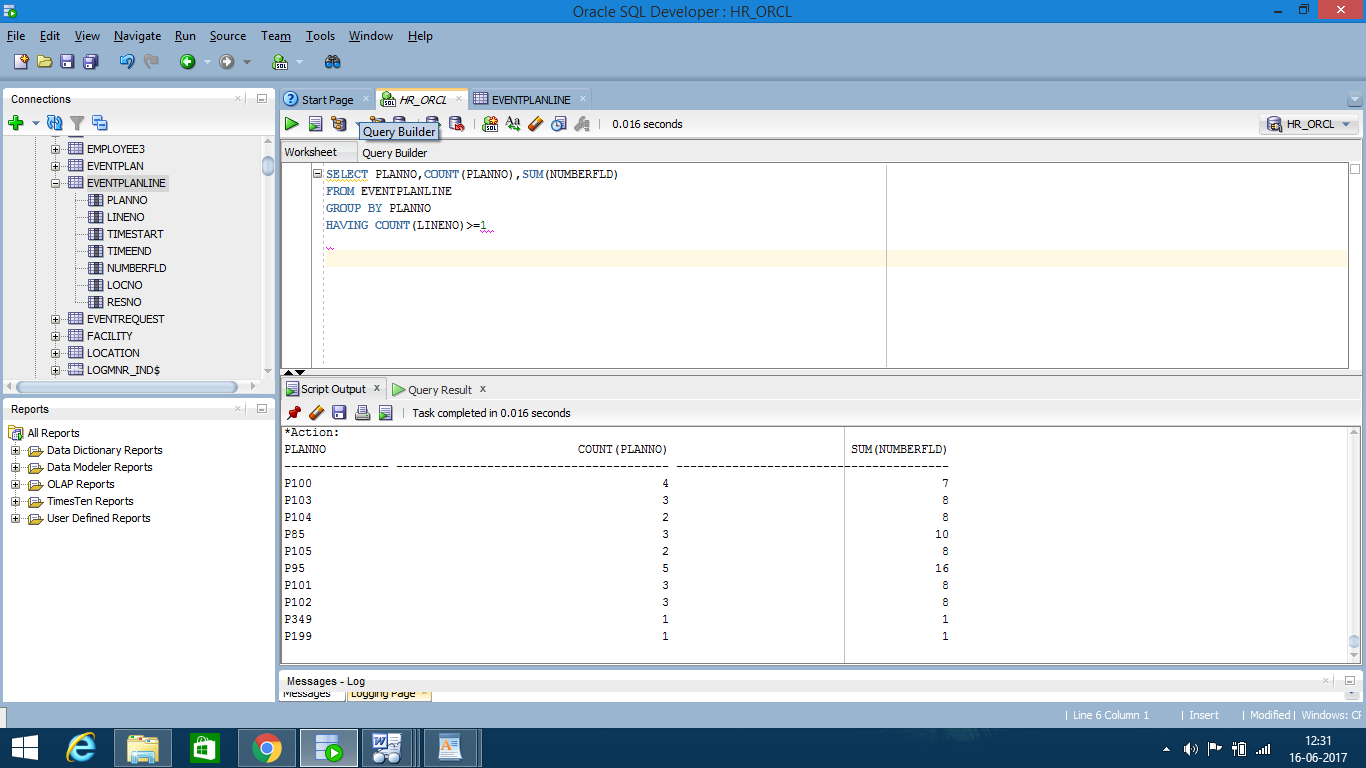 Oracle SQL Developer : HR_ORCL
File Edit View Navigate Run Source Team Tools Window Help
Connections
EMPLOYEE3
EVENTPLAN
EVENTPLANLINE
PLANNO
LINENO
TIMESTART
TIMEEND
NUMBERFLD
LOCNO
RESNO
EVENTREQUEST
FACILITY
LOCATION
LOGMNR_IND$
Reports
All Reports
Data Dictionary Reports
Data Modeler Reports
OLAP Reports
TimesTen Reports
User Defined Reports
Start Page HR_ORCL EVENTPLANLINE
0.016 seconds HR_ORCL
Query Builder
Worksheet Query Builder
SELECT PLANNO,COUNT(PLANNO),SUM(NUMBERFLD)
FROM EVENTPLANLINE
GROUP BY PLANNO
HAVING COUNT(LINENO)>=1
Script Output Query Result
Task completed in 0.016 seconds
*Action:
PLANNO COUNT(PLANNO) SUM(NUMBERFLD)
P100 4 7
P103 3 8
P104 2 8
P85 3 10
P105 2 8
P95 5 16
P101 3 8
P102 3 8
P349 1 1
P199 1 1
Messages - Log
Messages Logging Page
Line 6 Column 1 Insert Modified Windows:
12:31
16-06-2017